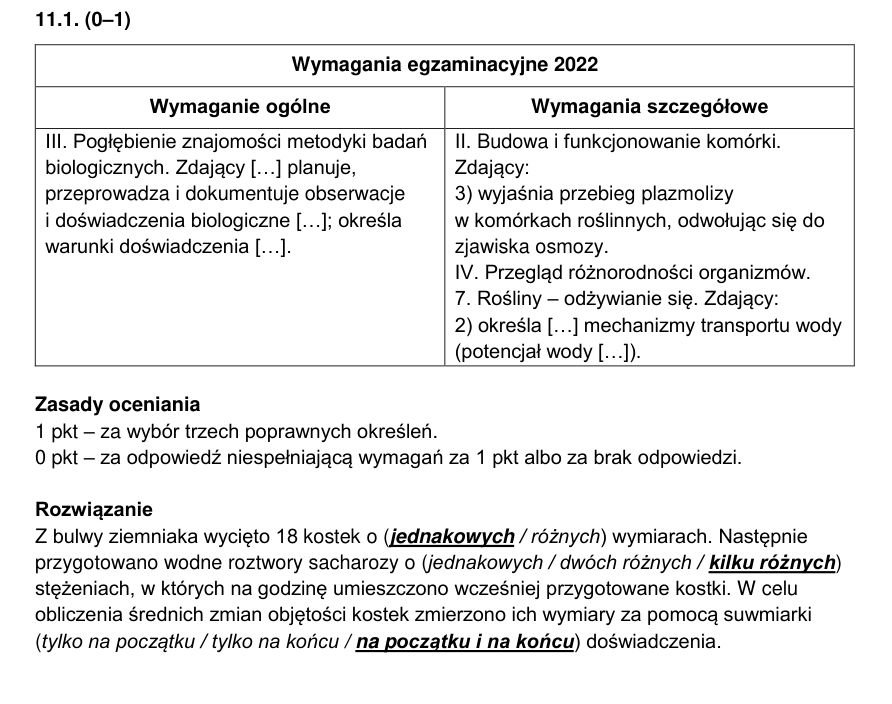 11.1. (0–1)
Wymagania egzaminacyjne 2022
Wymaganie ogólne
Wymagania szczegółowe
III. Pogłębienie znajomości metodyki badań
biologicznych. Zdający […] planuje,
przeprowadza i dokumentuje obserwacje
i doświadczenia biologiczne […]; określa
warunki doświadczenia […].
II. Budowa i funkcjonowanie komórki.
Zdający:
3) wyjaśnia przebieg plazmolizy
w komórkach roślinnych, odwołując się do
zjawiska osmozy.
IV. Przegląd różnorodności organizmów.
7. Rośliny – odżywianie się. Zdający:
2) określa […] mechanizmy transportu wody
(potencjał wody […]).
Zasady oceniania
1 pkt – za wybór trzech poprawnych określeń.
0 pkt – za odpowiedź niespełniającą wymagań za 1 pkt albo za brak odpowiedzi.
Rozwiązanie
Z bulwy ziemniaka wycięto 18 kostek o (jednakowych / różnych) wymiarach. Następnie
przygotowano wodne roztwory sacharozy o (jednakowych / dwóch różnych / kilku różnych)
stężeniach, w których na godzinę umieszczono wcześniej przygotowane kostki. W celu
obliczenia średnich zmian objętości kostek zmierzono ich wymiary za pomocą suwmiarki
(tylko na początku / tylko na końcu / na początku i na końcu) doświadczenia.